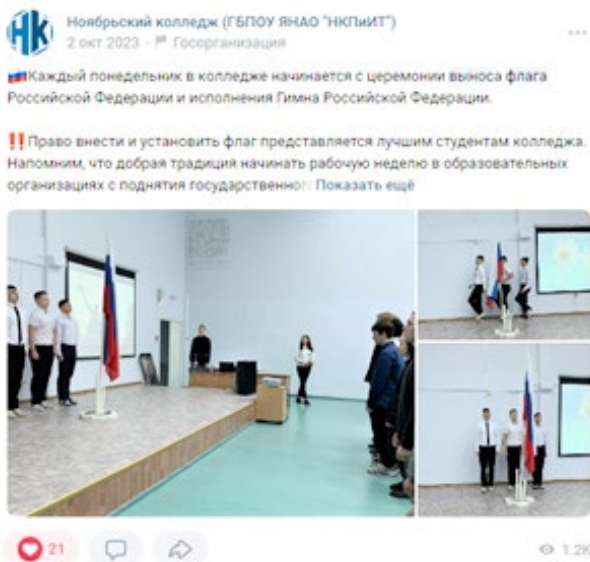 НК
Ноябрьский колледж (ГБПОУ ЯНАО "НКПиИТ")
2 окт 2023 · Госорганизация
Каждый понедельник в колледже начинается с церемонии выноса флага
Российской Федерации и исполнения Гимна Российской Федерации.
‼Право внести и установить флаг представляется лучшим студентам колледжа.
Напомним, что добрая традиция начинать рабочую неделю в образовательных
организациях с поднятия государственног Показать ещё
21
1.2K